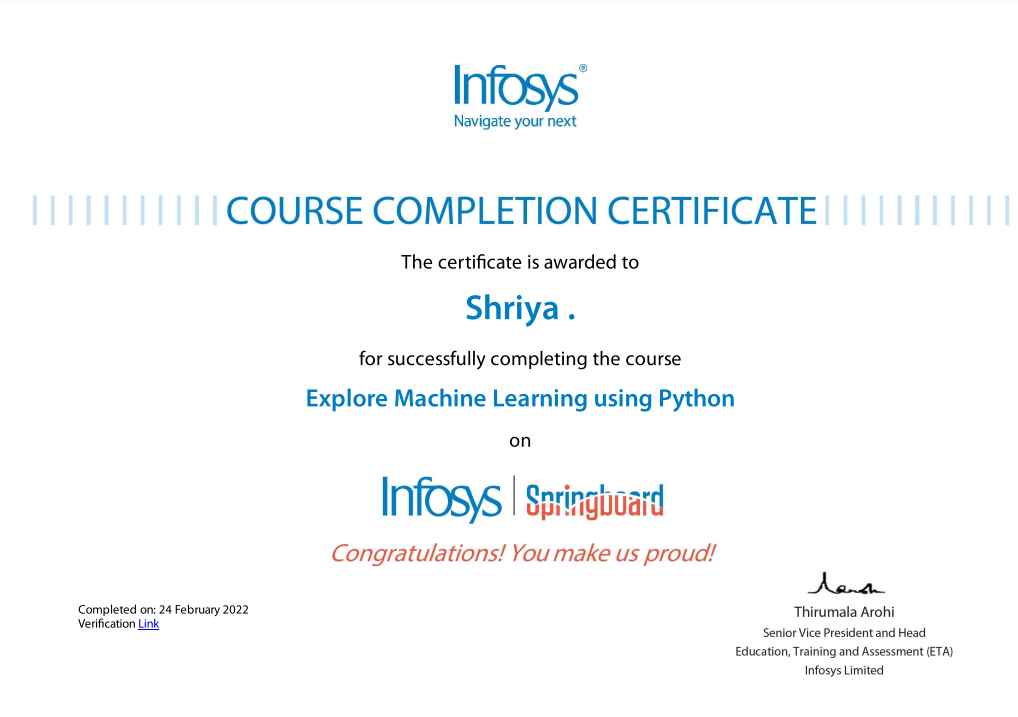 Infosys®
Navigate your next
COURSE COMPLETION CERTIFICATE
The certificate is awarded to
Shriya .
for successfully completing the course
Explore Machine Learning using Python
on
Infosys | Springboard
Congratulations! You make us proud!
Completed on: 24 February 2022
Verification Link
Thirumala Arohi
Senior Vice President and Head
Education, Training and Assessment (ETA)
Infosys Limited